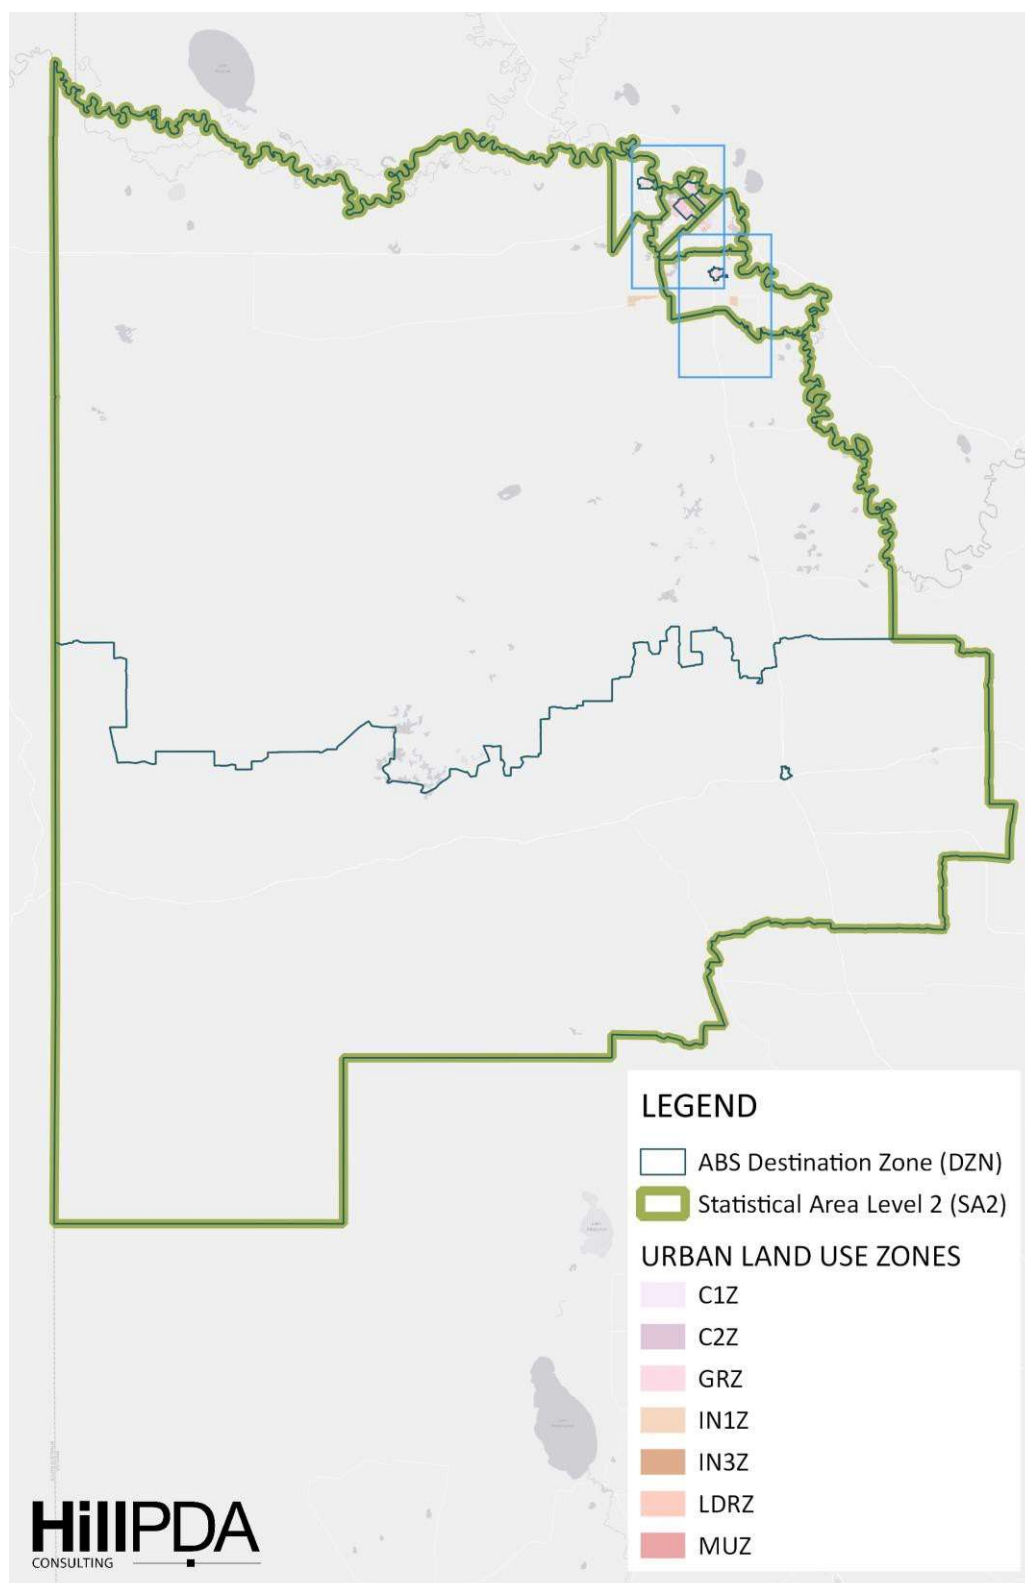 LEGEND
ABS Destination Zone (DZN)
Statistical Area Level 2 (SA2)
URBAN LAND USE ZONES
C1Z
C2Z
GRZ
IN1Z
IN3Z
LDRZ
MUZ
HillPDA
CONSULTING